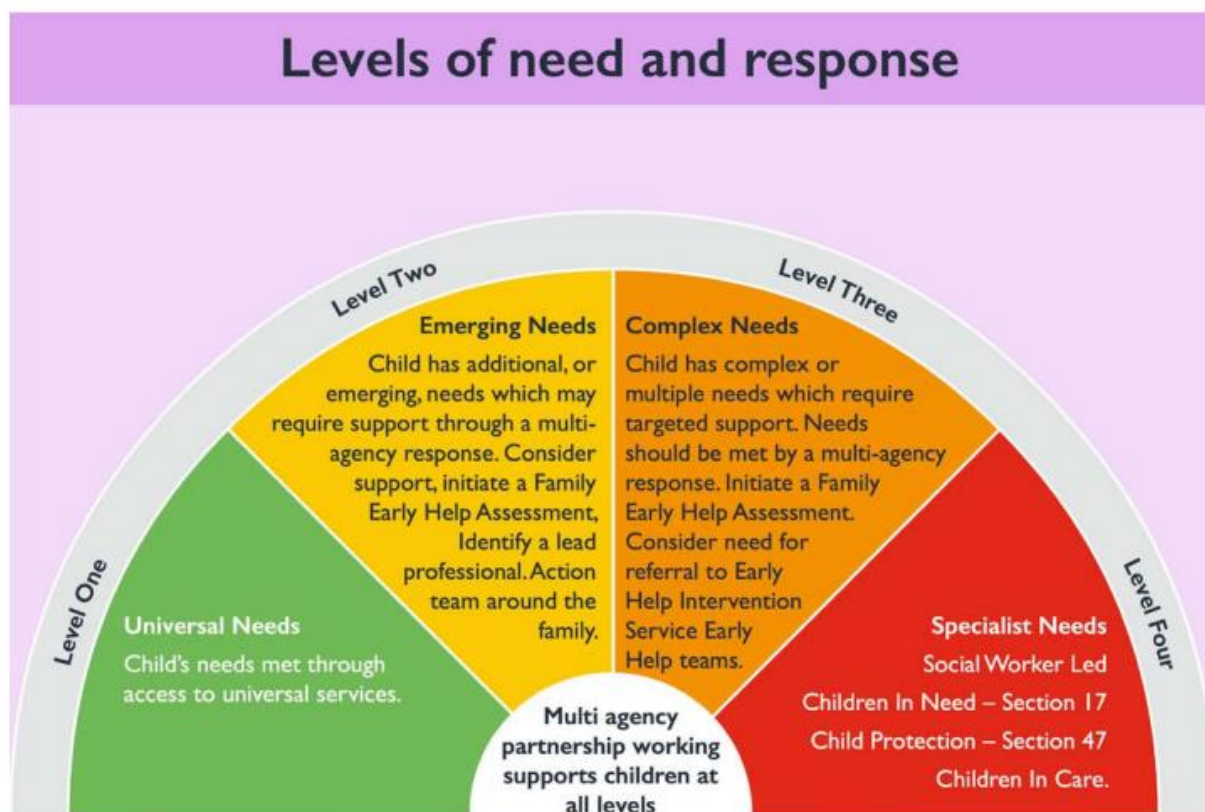 Levels of need and response
Level One
Universal Needs
Child's needs met through
access to universal services.
Level Two
Emerging Needs
Child has additional, or
emerging, needs which may
require support through a multi-
agency response. Consider
support, initiate a Family
Early Help Assessment,
Identify a lead
professional. Action
team around the
family.
Level Three
Complex Needs
Child has complex or
multiple needs which require
targeted support. Needs
should be met by a multi-agency
response. Initiate a Family
Early Help Assessment.
Consider need for
referral to Early
Help Intervention
Service Early
Help teams.
Level Four
Specialist Needs
Social Worker Led
Children In Need – Section 17
Child Protection – Section 47
Children In Care.
Multi agency
partnership working
supports children at
all levels